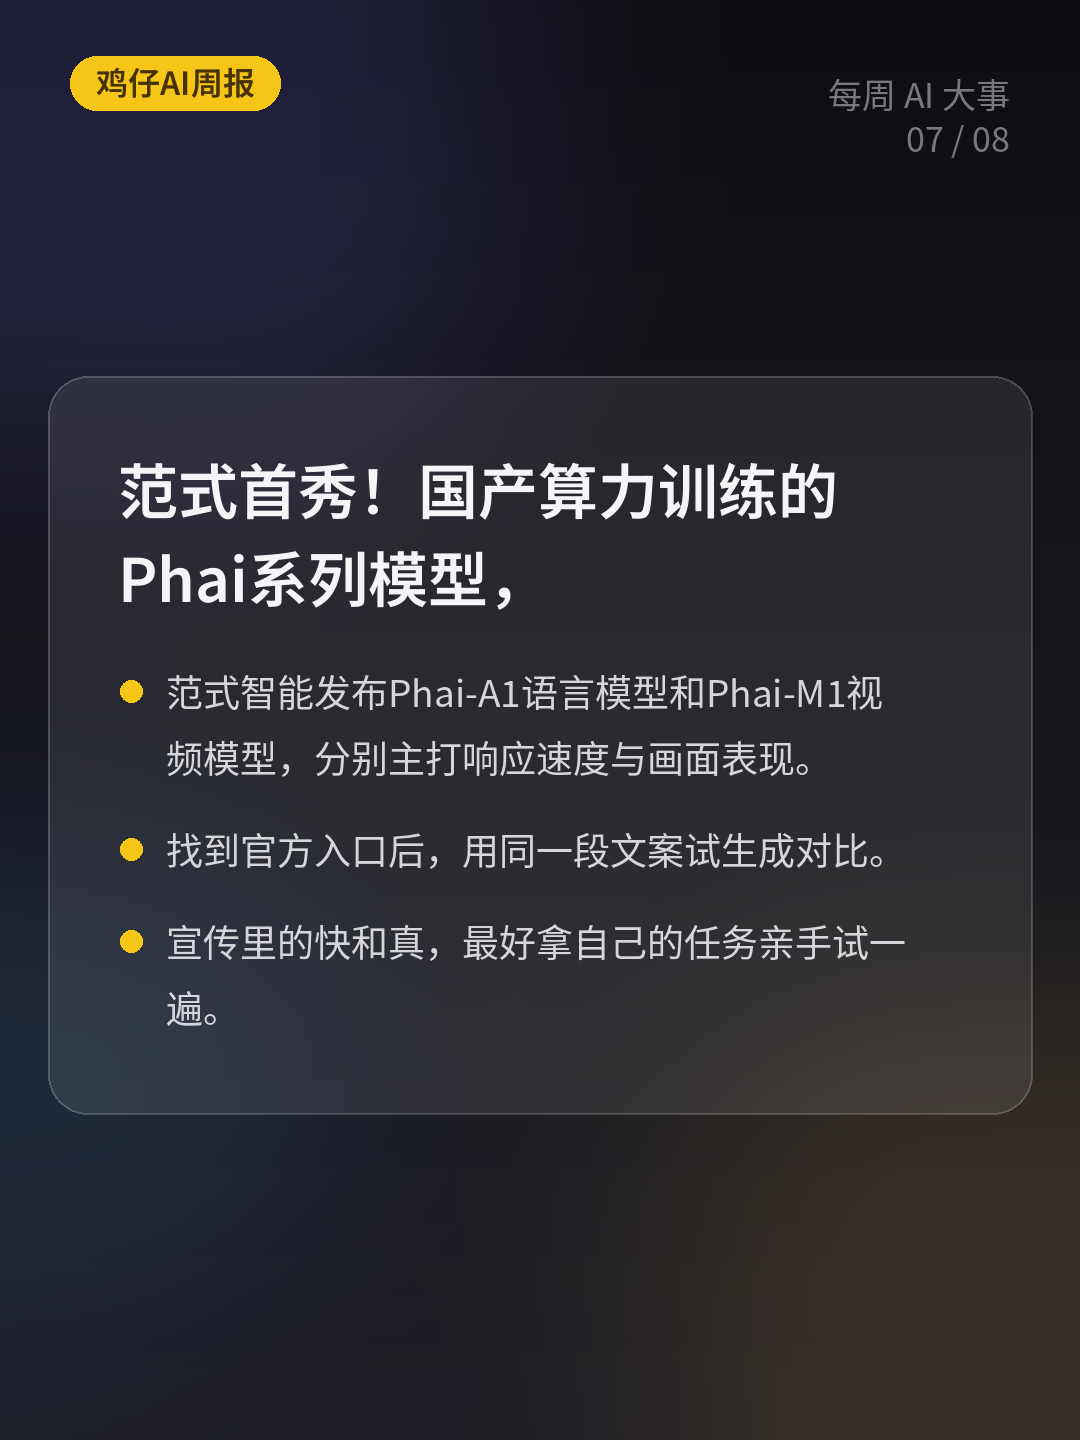 鸡仔AI周报
每周 AI 大事
07 / 08
范式首秀！国产算力训练的
Phai系列模型，
范式智能发布Phai-A1语言模型和Phai-M1视
频模型，分别主打响应速度与画面表现。
找到官方入口后，用同一段文案试生成对比。
宣传里的快和真，最好拿自己的任务亲手试一
遍。